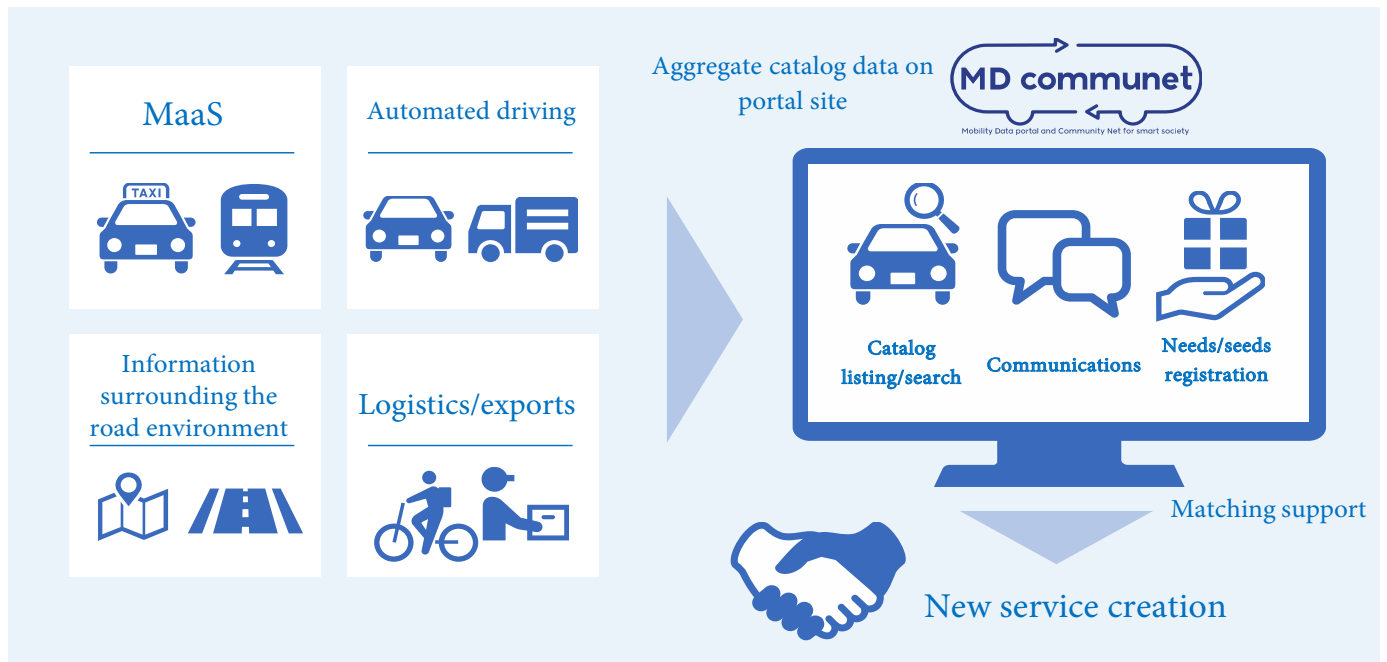 MaaS
TAXI
Automated driving
Information
surrounding the
road environment
Logistics/exports
Aggregate catalog data on
portal site
MD communet
Mobility Data portal and Community Net for smart society
Catalog
listing/search
Communications
Needs/seeds
registration
Matching support
New service creation